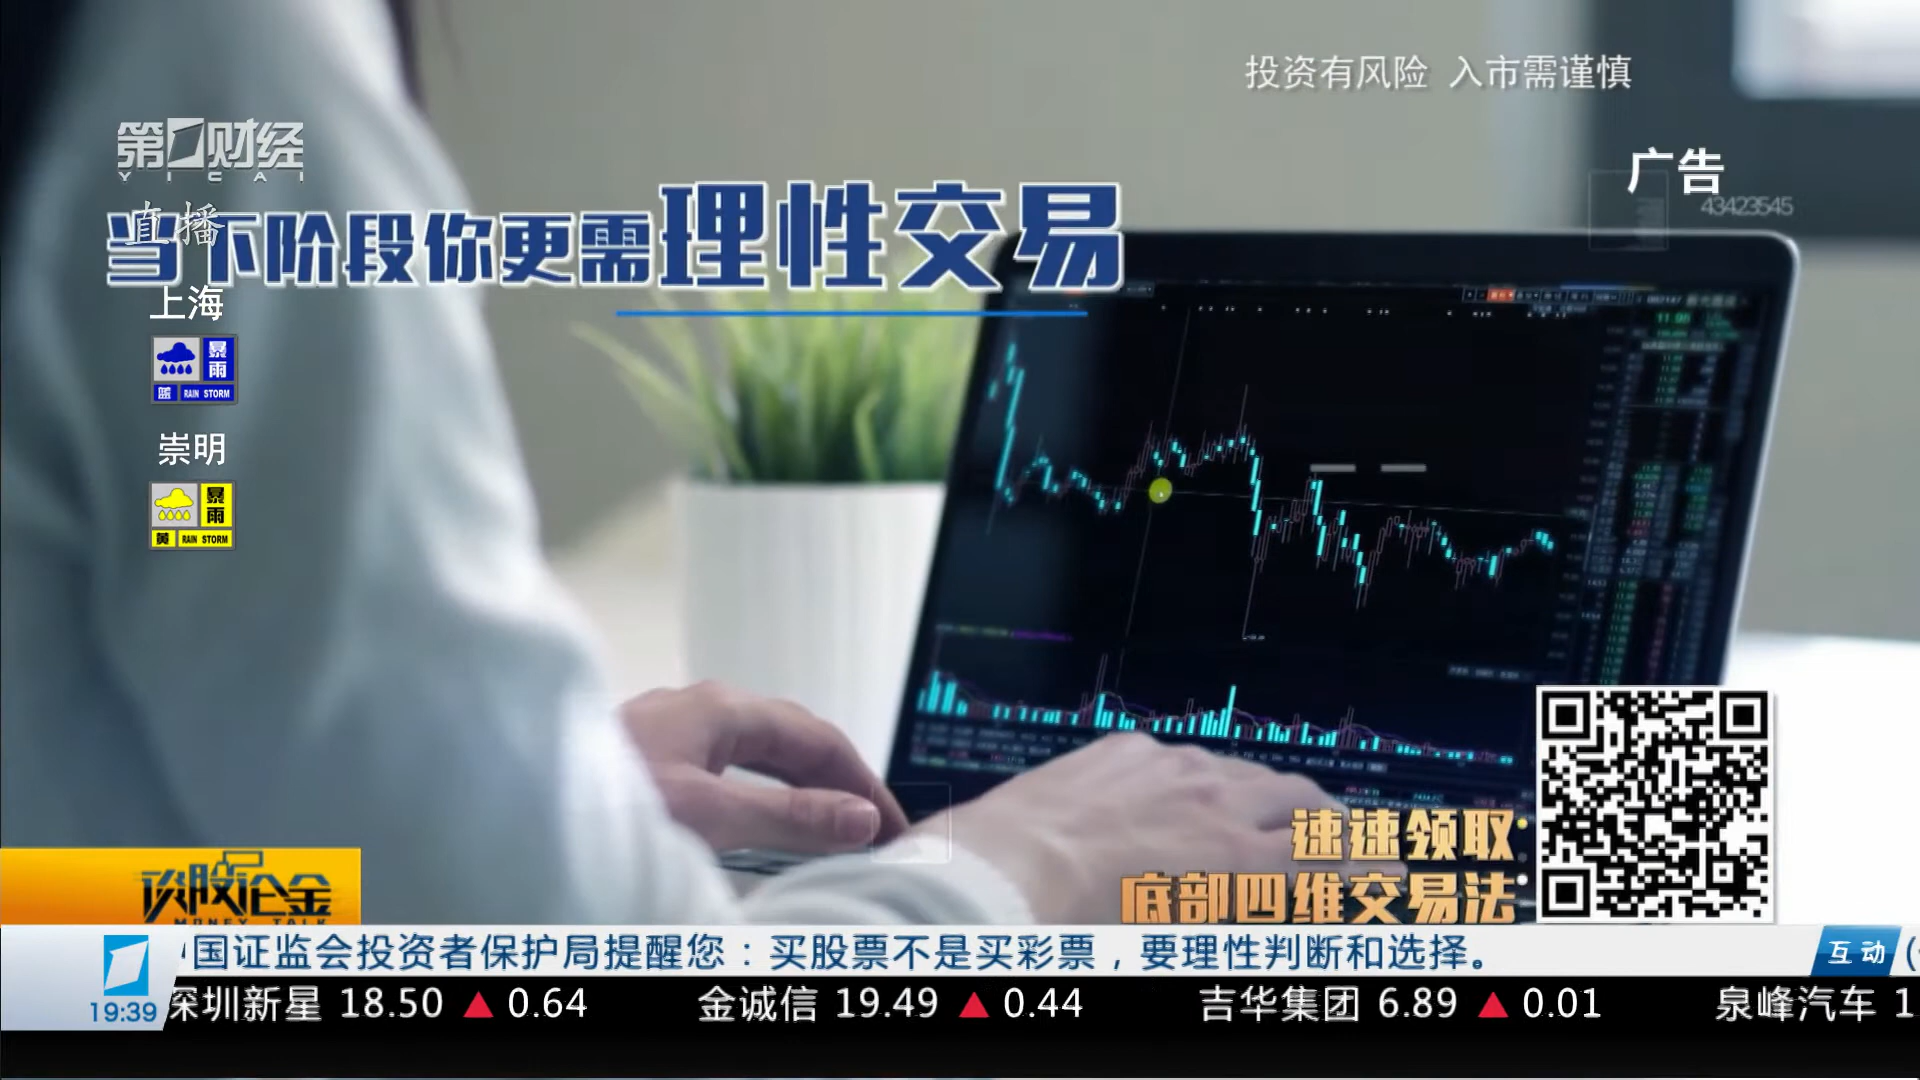 投资有风险 入市需谨慎
第一财经
YICAI
广告
43423545
直播
当下阶段你更需理性交易
上海
暴雨
蓝 RAIN STORM
崇明
暴雨
黄 RAIN STORM
速速领取
底部四维交易法
谈股论金
MONEY TALK
国证监会投资者保护局提醒您：买股票不是买彩票，要理性判断和选择。
互动
19:39
深圳新星 18.50 ▲ 0.64 金诚信 19.49 ▲ 0.44 吉华集团 6.89 ▲ 0.01 泉峰汽车 1